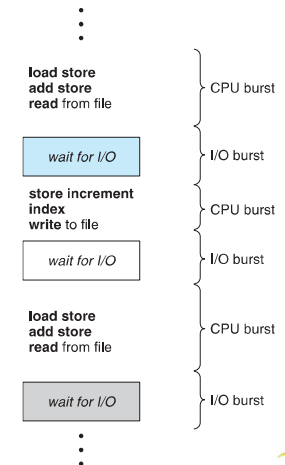 load store
add store
read from file
CPU burst
wait for I/O
I/O burst
store increment
index
write to file
CPU burst
wait for I/O
I/O burst
load store
add store
read from file
CPU burst
wait for I/O
I/O burst